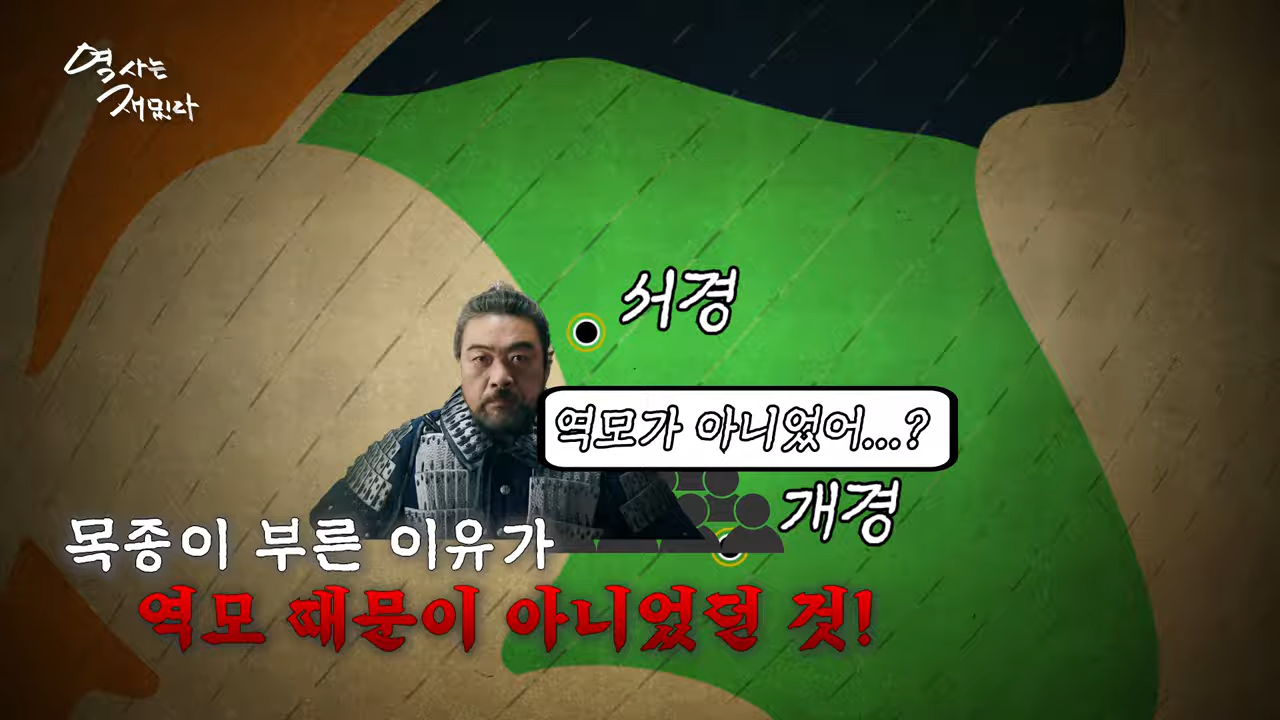 역사는
재밌다
서경
역모가 아니었어...?
개경
목종이 부른 이유가
역모 때문이 아니었던 것!